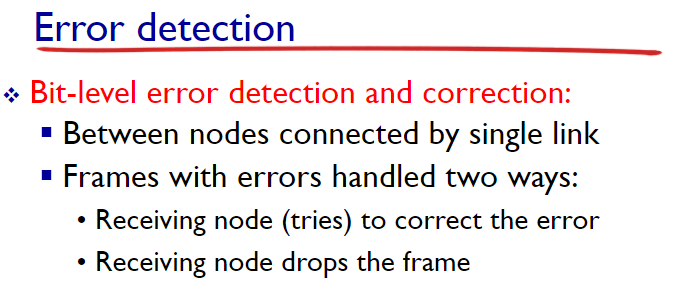 Error detection
❖ Bit-level error detection and correction:
▪ Between nodes connected by single link
▪ Frames with errors handled two ways:
• Receiving node (tries) to correct the error
• Receiving node drops the frame